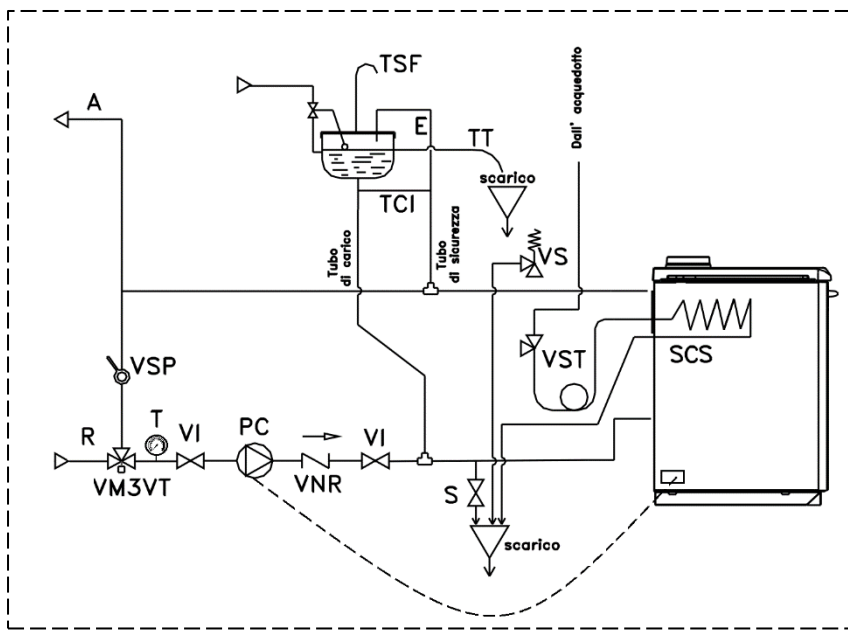 TSF
A
E
TT
Dall' acquedotto
scarico
TCI
Tubo
di carico
Tubo
di sicurezza
VS
VST
SCS
VSP
T
R
VI
PC
VI
VM3VT
VNR
S
scarico